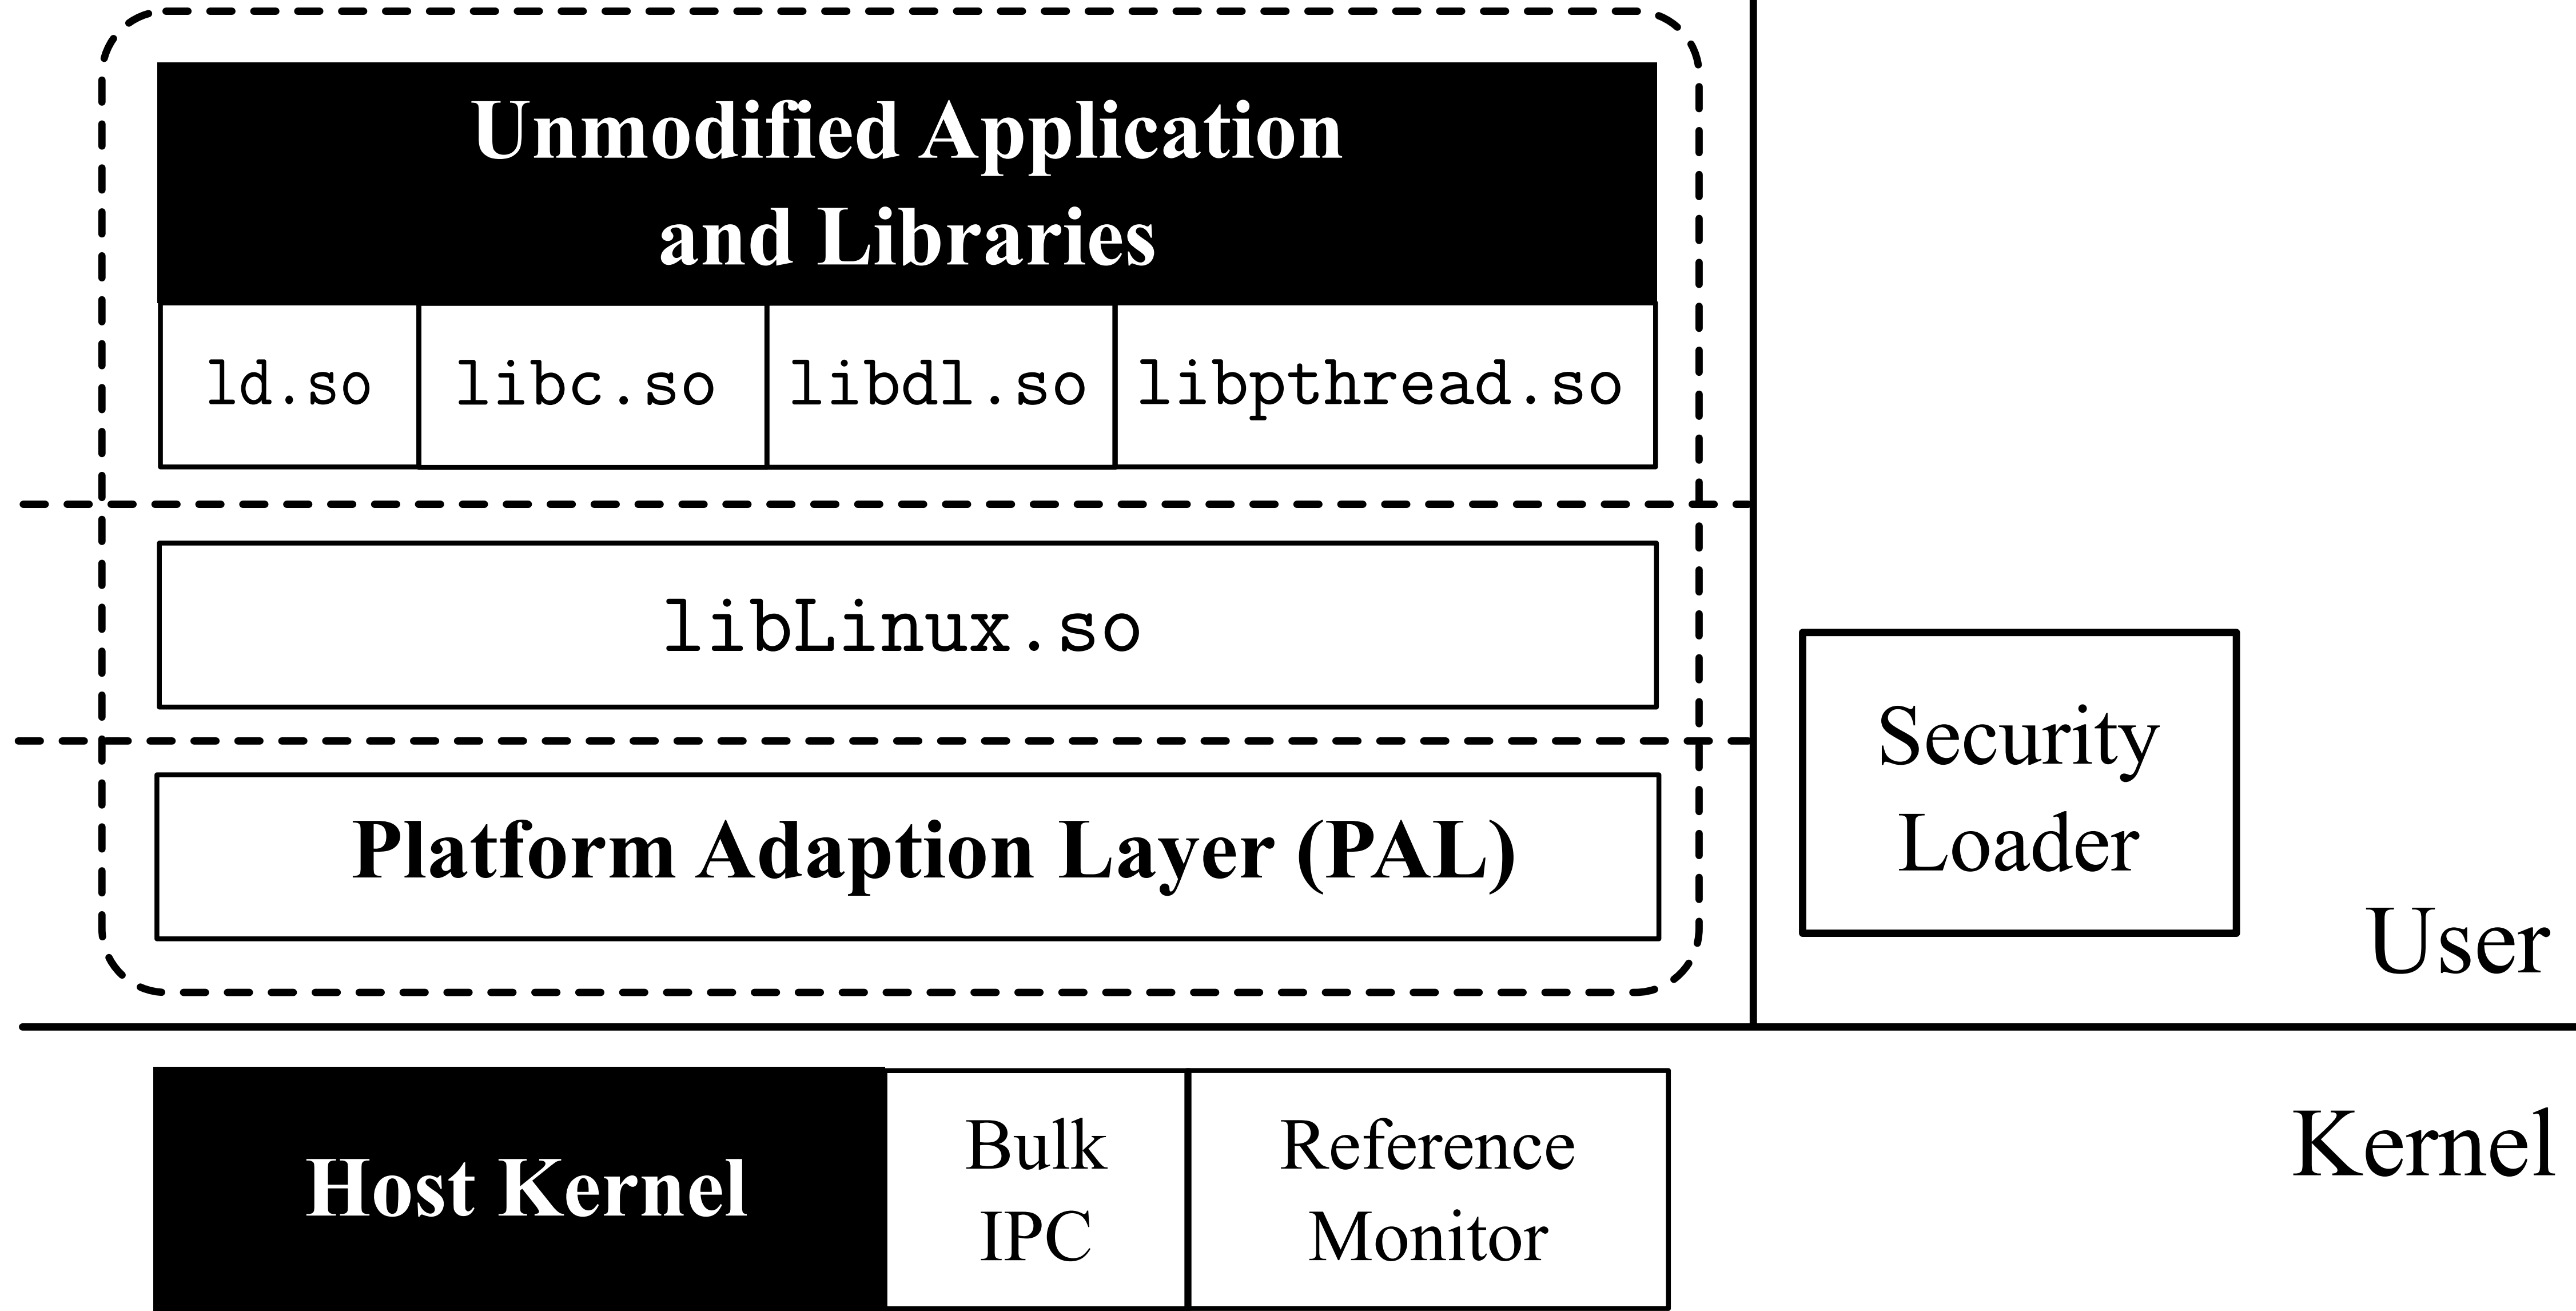 Unmodified Application
and Libraries
ld.so
libc.so
libdl.so
libpthread.so
libLinux.so
Platform Adaption Layer (PAL)
Security
Loader
User
Kernel
Host Kernel
Bulk
IPC
Reference
Monitor